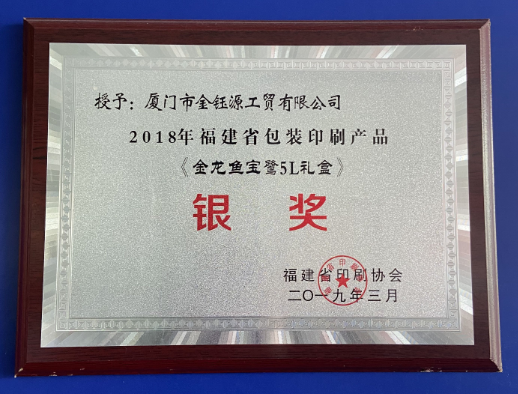 授予：厦门市金钰源工贸有限公司
2018年福建省包装印刷产品
《金龙鱼宝鹭5L礼盒》
银奖
福建省印刷协会
二〇一九年三月